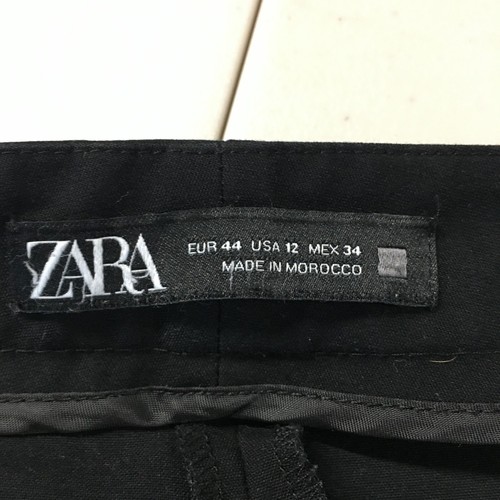 ZARA
EUR 44 USA 12 MEX 34
MADE IN MOROCCO